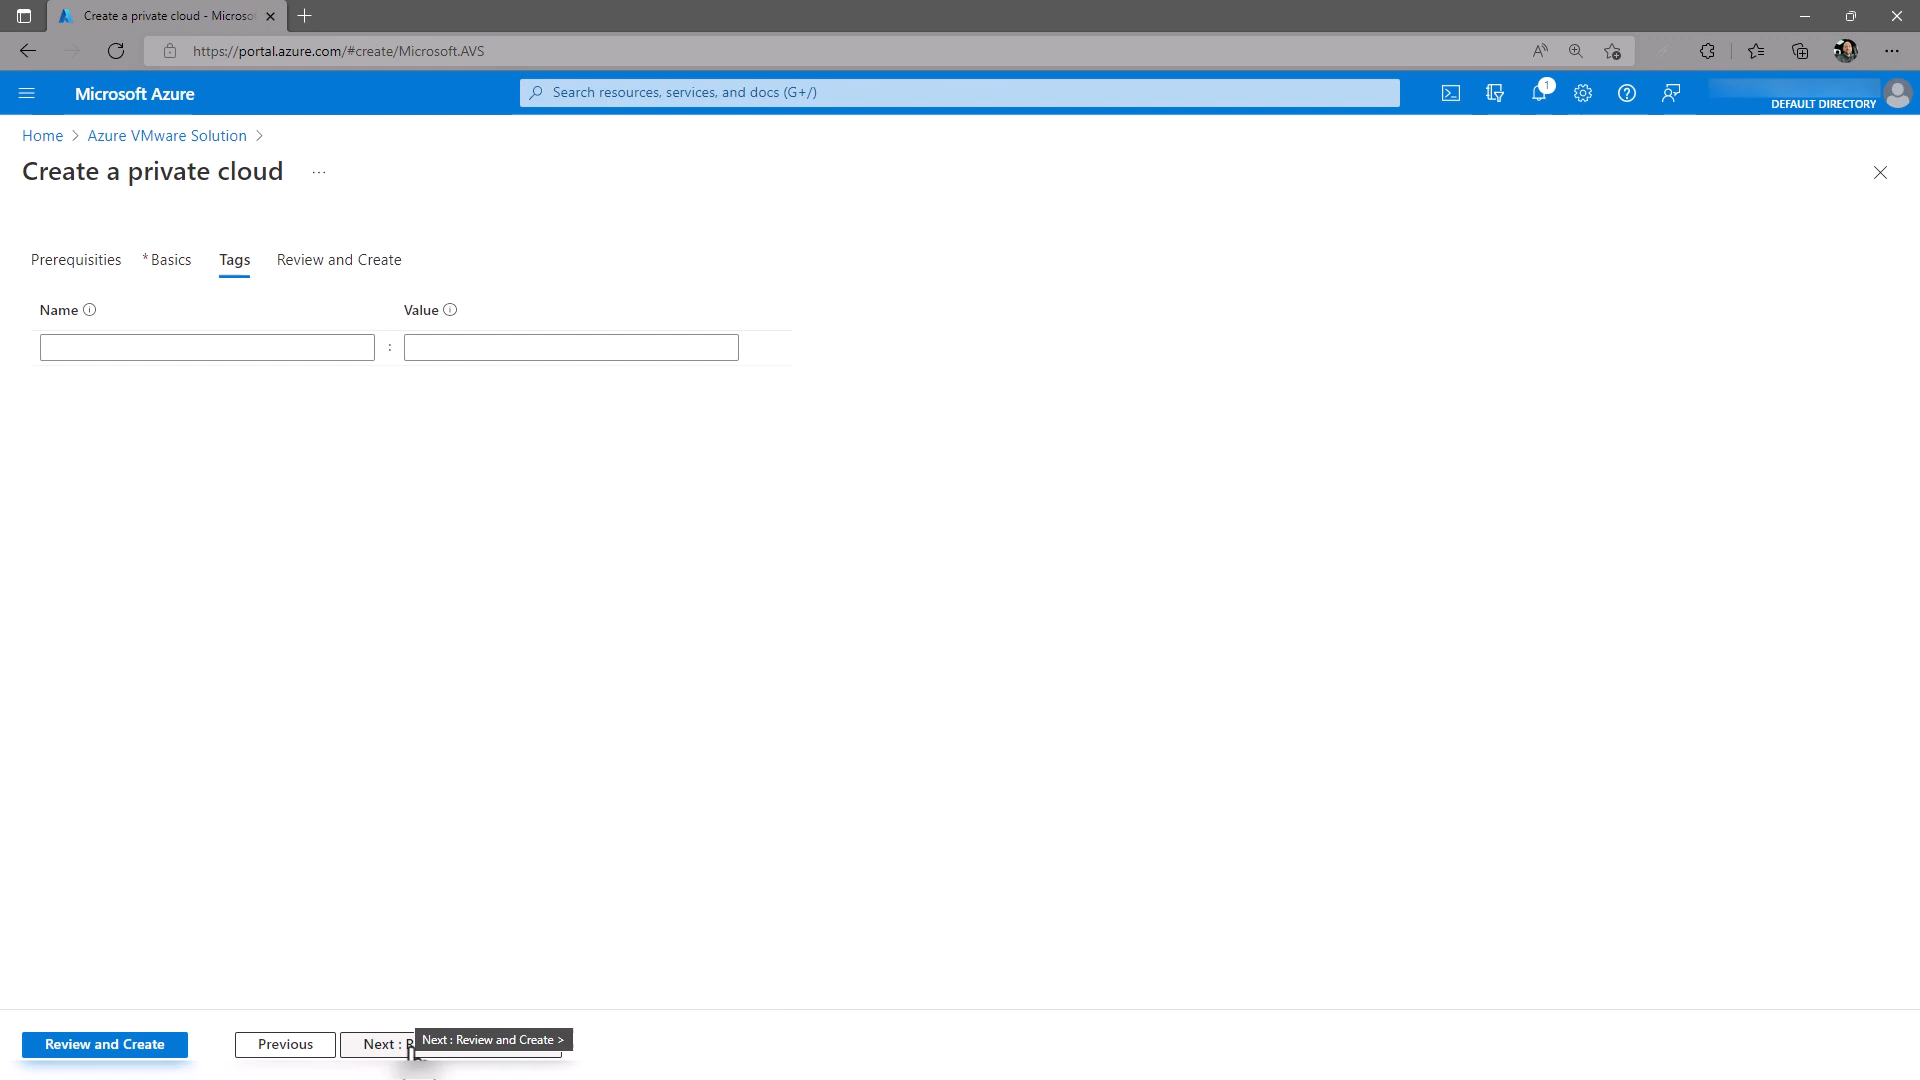 Create a private cloud - Microso
https://portal.azure.com/#create/Microsoft.AVS
Microsoft Azure
Search resources, services, and docs (G+/)
1
DEFAULT DIRECTORY
Home > Azure VMware Solution >
Create a private cloud ...
Prerequisities * Basics Tags Review and Create
Name Value
:
Review and Create Previous Next :
Next : Review and Create >